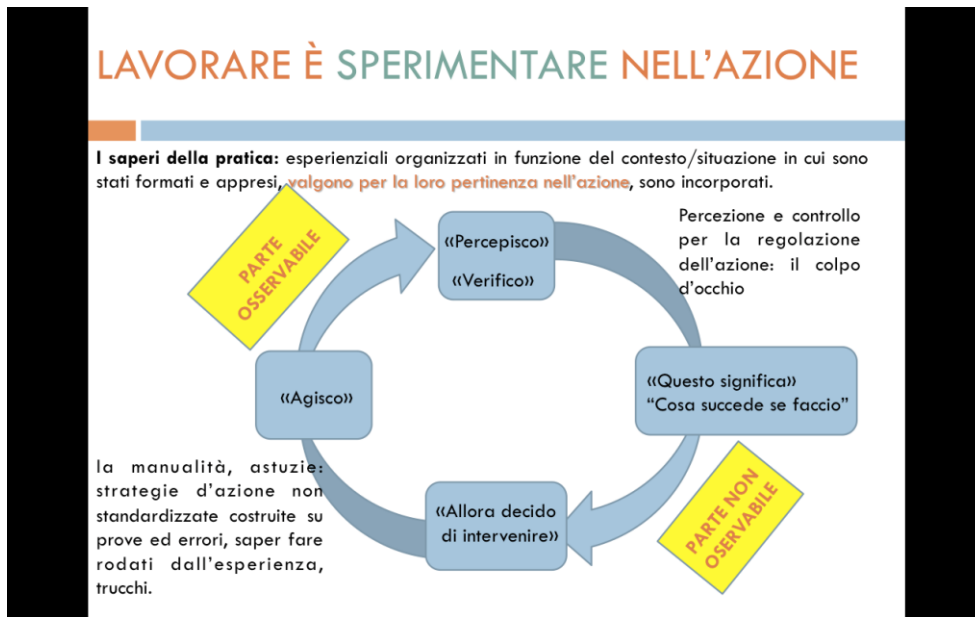 LAVORARE È SPERIMENTARE NELL'AZIONE
I saperi della pratica: esperienziali organizzati in funzione del contesto/situazione in cui sono
stati formati e appresi, valgono per la loro pertinenza nell'azione, sono incorporati.
PARTE
OSSERVABILE
«Percepisco»
«Verifico»
Percezione e controllo
per la regolazione
dell'azione: il colpo
d'occhio
«Agisco»
«Questo significa»
“Cosa succede se faccio”
la manualità, astuzie:
strategie d'azione non
standardizzate costruite su
prove ed errori, saper fare
rodati dall'esperienza,
trucchi.
«Allora decido
di intervenire»
PARTE NON
OSERVABILE